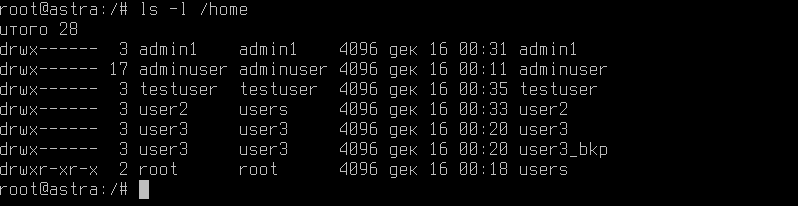 root@astra:/# ls -l /home
итого 28
drwx------  3 admin1    admin1    4096 дек 16 00:31 admin1
drwx------ 17 adminuser adminuser 4096 дек 16 00:11 adminuser
drwx------  3 testuser  testuser  4096 дек 16 00:35 testuser
drwx------  3 user2     users     4096 дек 16 00:33 user2
drwx------  3 user3     user3     4096 дек 16 00:20 user3
drwx------  3 user3     user3     4096 дек 16 00:20 user3_bkp
drwxr-xr-x  2 root      root      4096 дек 16 00:18 users
root@astra:/#